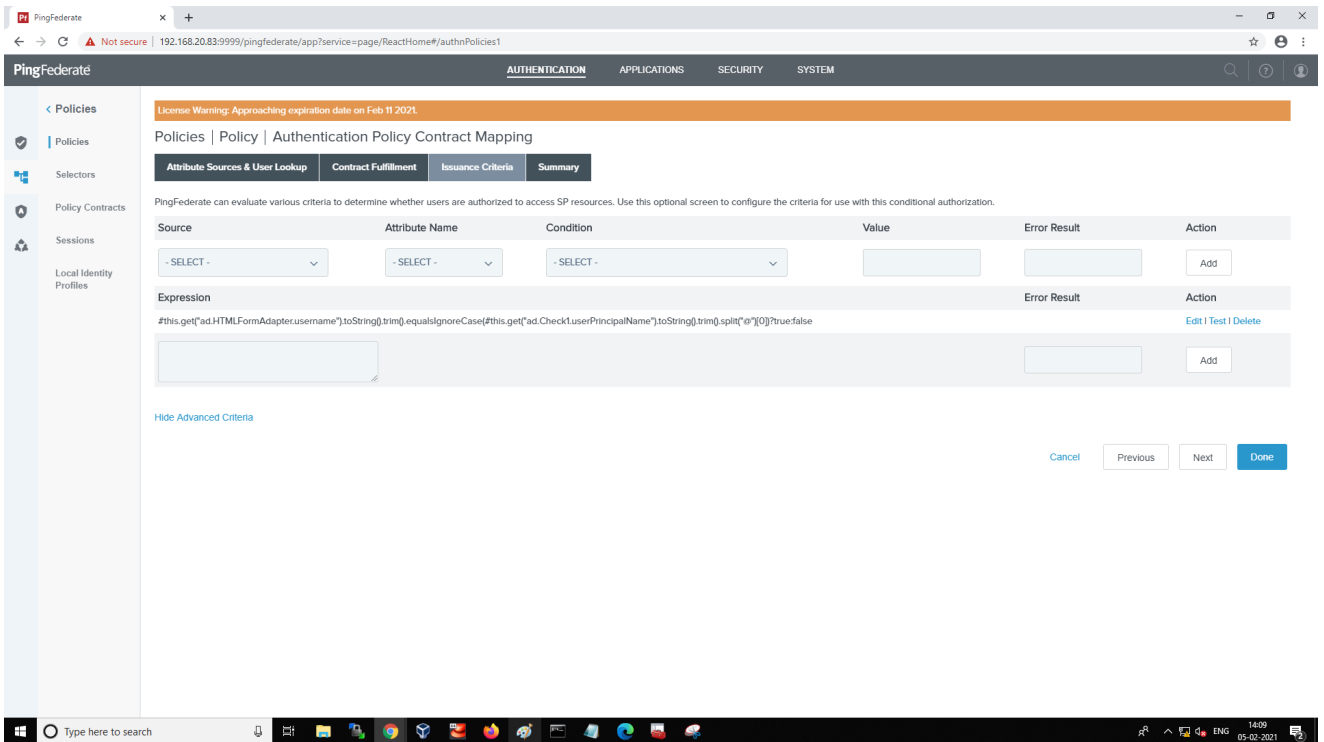 Pf PingFederate
Not secure | 192.168.20.83:9999/pingfederate/app?service=page/ReactHome#/authnPolicies1
PingFederate AUTHENTICATION APPLICATIONS SECURITY SYSTEM
Policies
Policies
Selectors
Policy Contracts
Sessions
Local Identity
Profiles
License Warning: Approaching expiration date on Feb 11 2021.
Policies | Policy | Authentication Policy Contract Mapping
Attribute Sources & User Lookup Contract Fulfillment Issuance Criteria Summary
PingFederate can evaluate various criteria to determine whether users are authorized to access SP resources. Use this optional screen to configure the criteria for use with this conditional authorization.
Source Attribute Name Condition Value Error Result Action
- SELECT - - SELECT - - SELECT - Add
Expression Error Result Action
#this.get("ad.HTMLFormAdapter.username").toString().trim().equalsIgnoreCase(#this.get("ad.Check1.userPrincipalName").toString().trim().split("@")[0])?true:false Edit | Test | Delete
Add
Hide Advanced Criteria
Cancel Previous Next Done
Type here to search
ENG
14:09
05-02-2021
2